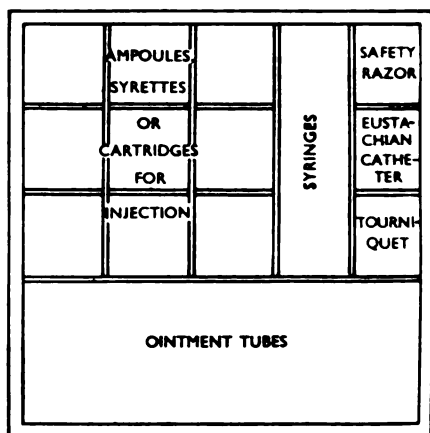 AMPOULES,
SYRETTES
OR
CARTRIDGES
FOR
INJECTION
SYRINGES
SAFETY
RAZOR
EUSTA-
CHIAN
CATHE-
TER
TOURNI-
QUET
OINTMENT TUBES